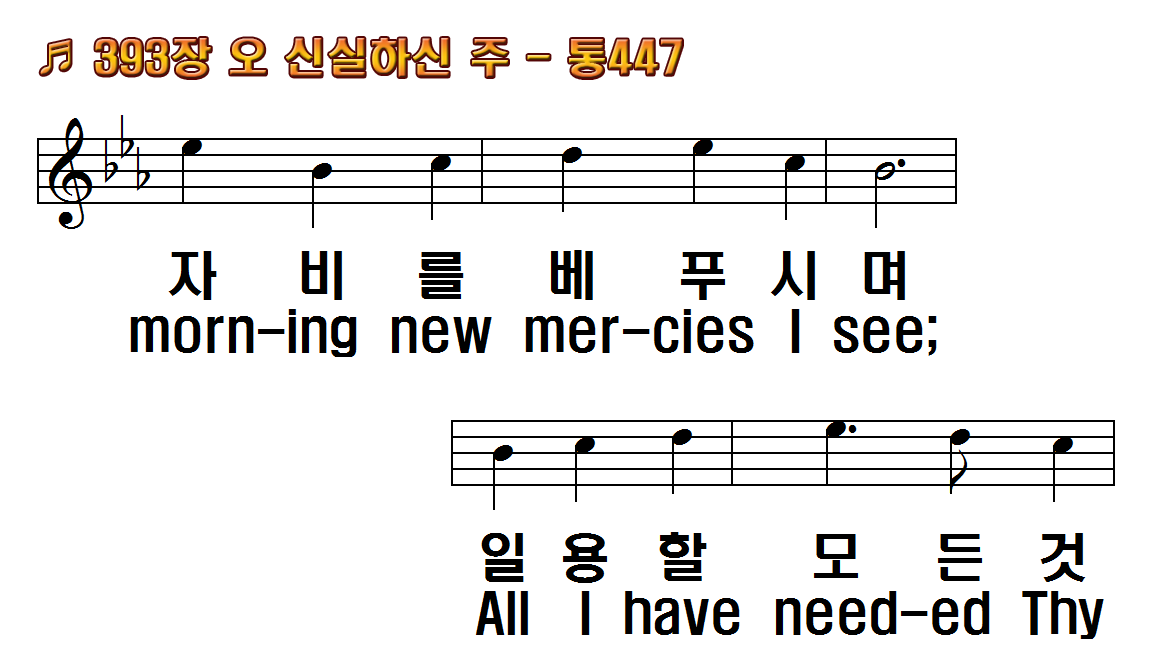 ♬ 393장 오 신실하신 주 - 통447
자 비 를 베 푸 시 며
morn-ing new mer-cies I see;
일 용 할 모 든 것
All I have need-ed Thy